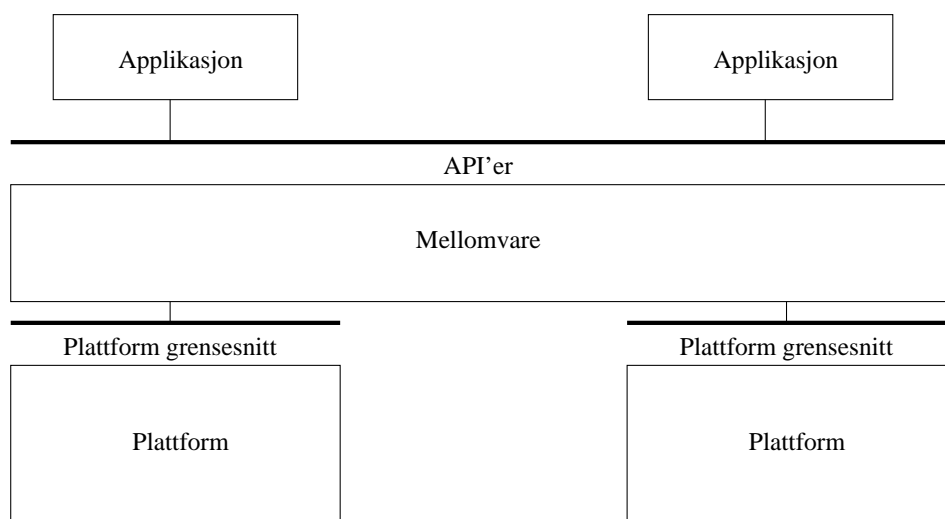 Applikasjon
Applikasjon
API’er
Mellomvare
Plattform grensesnitt
Plattform grensesnitt
Plattform
Plattform